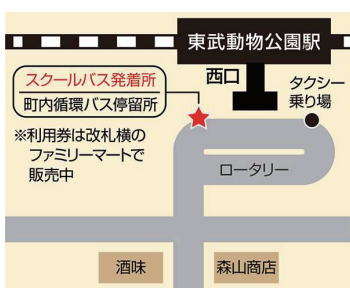 東武動物公園駅
西口
タクシー
乗り場
スクールバス発着所
町内循環バス停留所
※利用券は改札横の
ファミリーマートで
販売中
ロータリー
酒味
森山商店